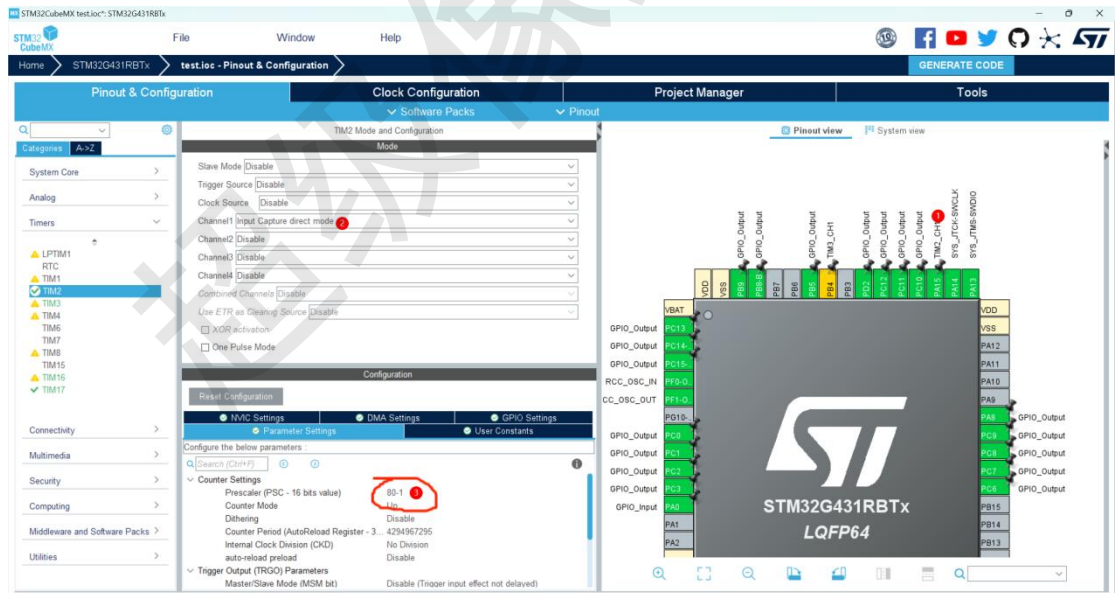 STM32CubeMX test.ioc*: STM32G431RBTx
STM32
CubeMX
File
Window
Help
Home
STM32G431RBTx
test.ioc - Pinout & Configuration
GENERATE CODE
Pinout & Configuration
Clock Configuration
Project Manager
Tools
Software Packs
Pinout
Categories
A->Z
System Core
Analog
Timers
LPTIM1
RTC
TIM1
TIM2
TIM3
TIM4
TIM6
TIM7
TIM8
TIM15
TIM16
TIM17
Connectivity
Multimedia
Security
Computing
Middleware and Software Packs
Utilities
TIM2 Mode and Configuration
Mode
Slave Mode Disable
Trigger Source Disable
Clock Source Disable
Channel1 Input Capture direct mode 2
Channel2 Disable
Channel3 Disable
Channel4 Disable
Combined Channels Disable
Use ETR as Clearing Source Disable
XOR activation
One Pulse Mode
Configuration
Reset Configuration
NVIC Settings
DMA Settings
GPIO Settings
Parameter Settings
User Constants
Configure the below parameters :
Search (Ctrl+F)
Counter Settings
Prescaler (PSC - 16 bits value) 80-1 3
Counter Mode Up
Dithering Disable
Counter Period (AutoReload Register - 3... 4294967295
Internal Clock Division (CKD) No Division
auto-reload preload Disable
Trigger Output (TRGO) Parameters
Master/Slave Mode (MSM bit) Disable (Trigger input effect not delayed)
Pinout view
System view
GPIO_Output
GPIO_Output
GPIO_Output
TIM3_CH1
GPIO_Output
GPIO_Output
GPIO_Output
GPIO_Output
TIM2_CH1
1
SYS_JTCK-SWCLK
SYS_JTMS-SWDIO
VDD
VSS
PB9
PB8-B
PB7
PB6
PB5
PB4
PB3
PD2
PC12
PC11
PC10
PA15
PA14
PA13
VBAT
GPIO_Output PC13
GPIO_Output PC14-
GPIO_Output PC15-
RCC_OSC_IN PF0-O
CC_OSC_OUT PF1-O
PG10-
GPIO_Output PC0
GPIO_Output PC1
GPIO_Output PC2
GPIO_Output PC3
GPIO_Input PA0
PA1
PA2
VDD
VSS
PA12
PA11
PA10
PA9
PA8 GPIO_Output
PC9 GPIO_Output
PC8 GPIO_Output
PC7 GPIO_Output
PC6 GPIO_Output
PB15
PB14
PB13
STM32G431RBTx
LQFP64